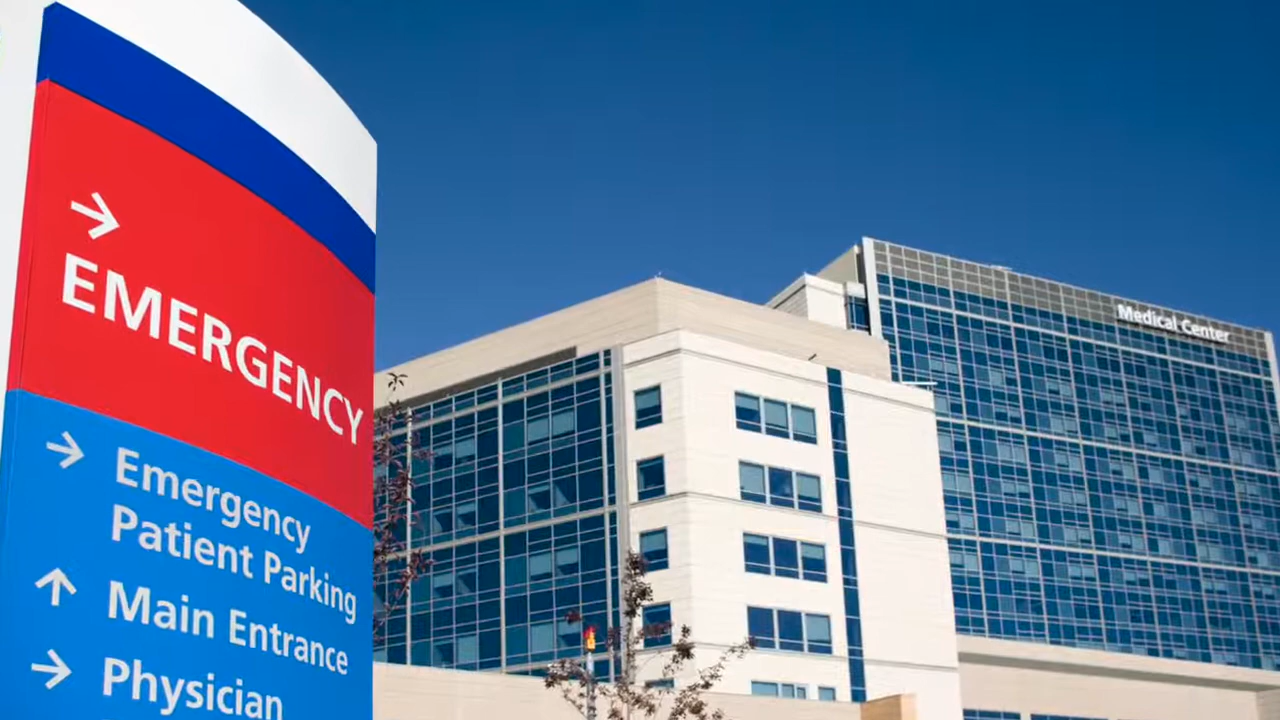 →
EMERGENCY
→ Emergency
Patient Parking
↑ Main Entrance
→ Physician
Medical Center